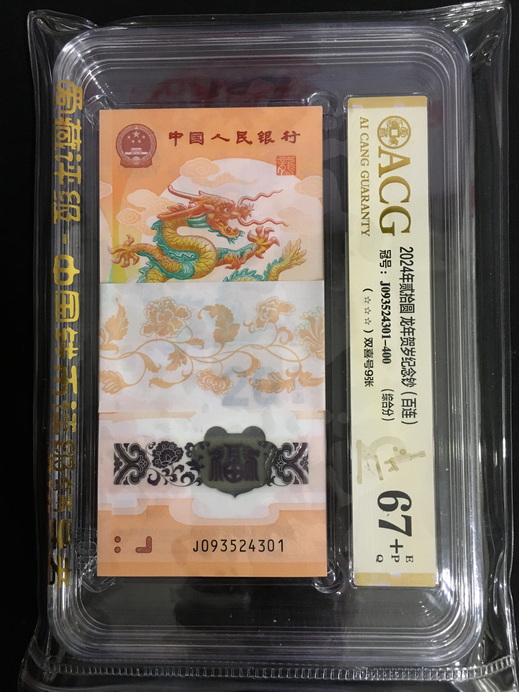 中国人民银行
福
J093524301
ACG
AI CANG GUARANTY
2024年贰拾圆 龙年贺岁纪念钞（百连）
冠号：J093524301-400
（☆☆☆）双喜号9张
（综合分）
67+
E
P
Q